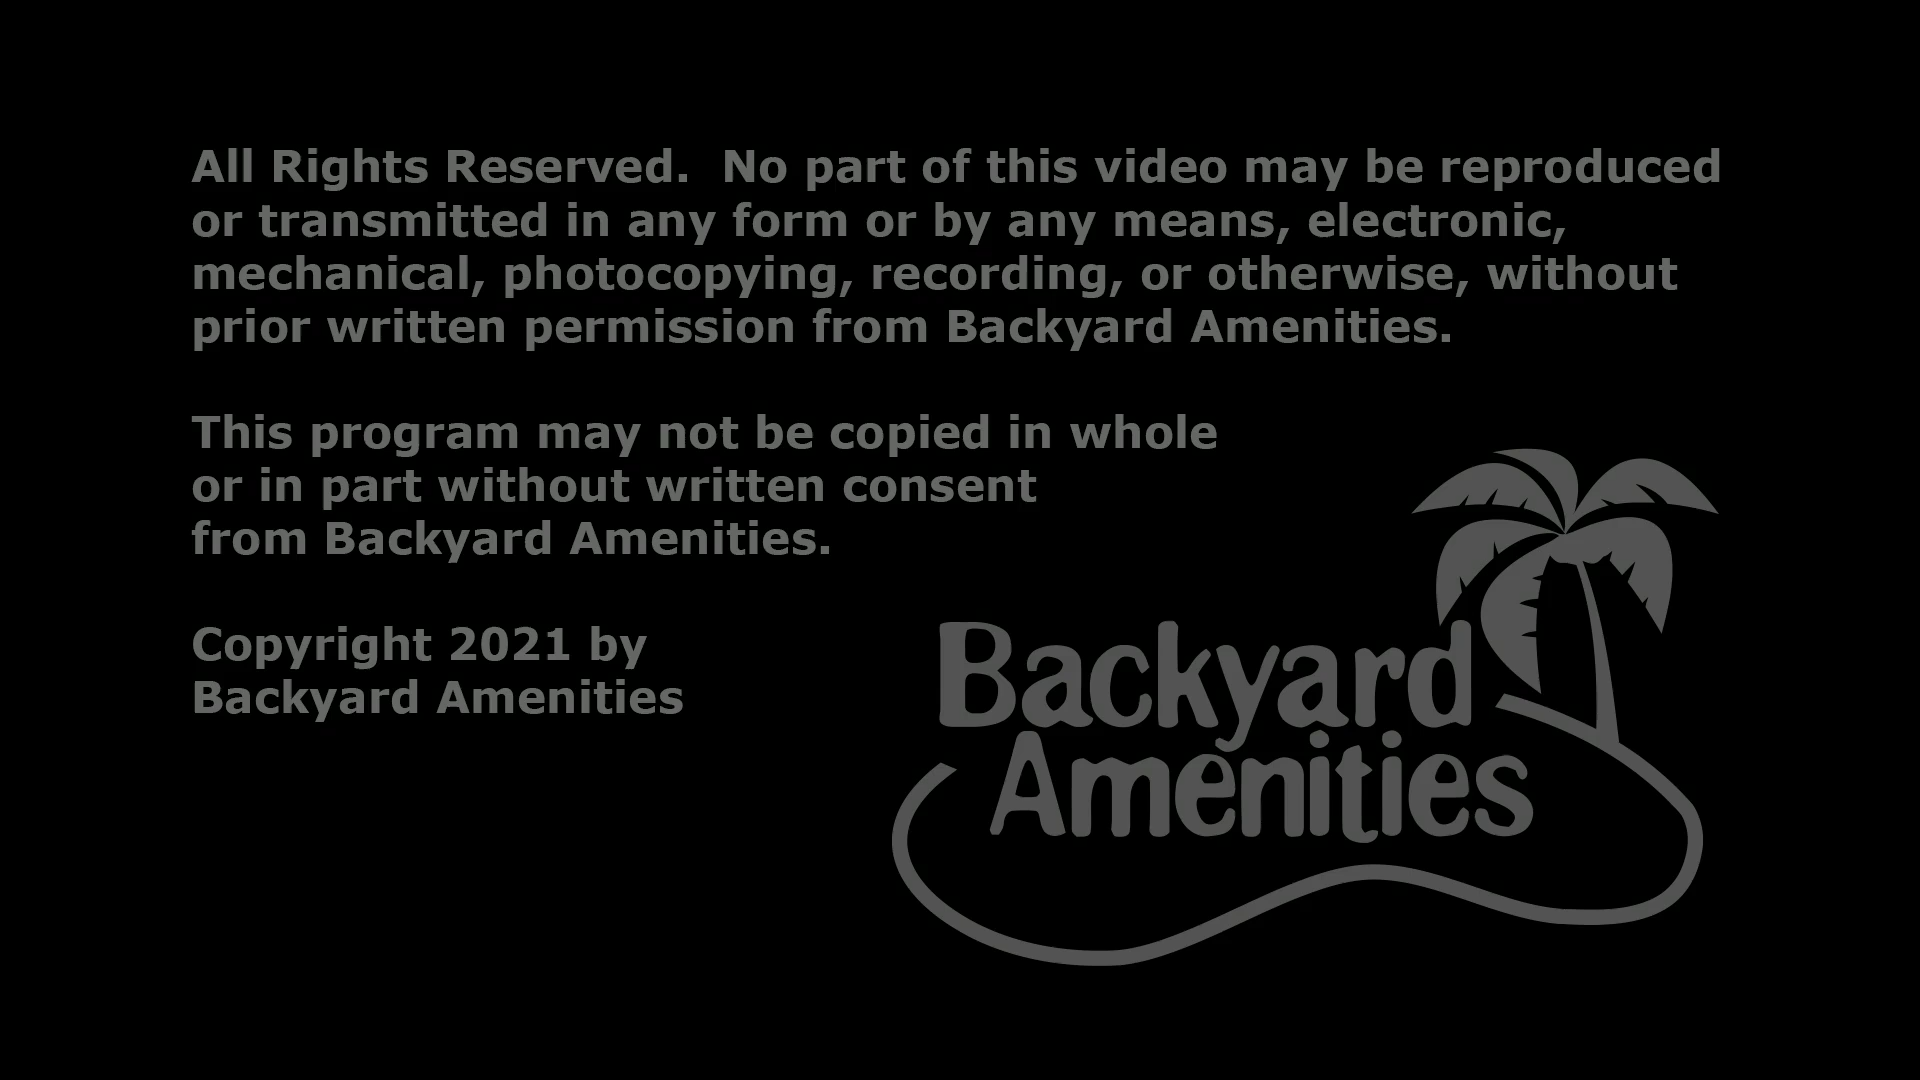 All Rights Reserved.  No part of this video may be reproduced
or transmitted in any form or by any means, electronic,
mechanical, photocopying, recording, or otherwise, without
prior written permission from Backyard Amenities.
This program may not be copied in whole
or in part without written consent
from Backyard Amenities.
Copyright 2021 by
Backyard Amenities
Backyard
Amenities